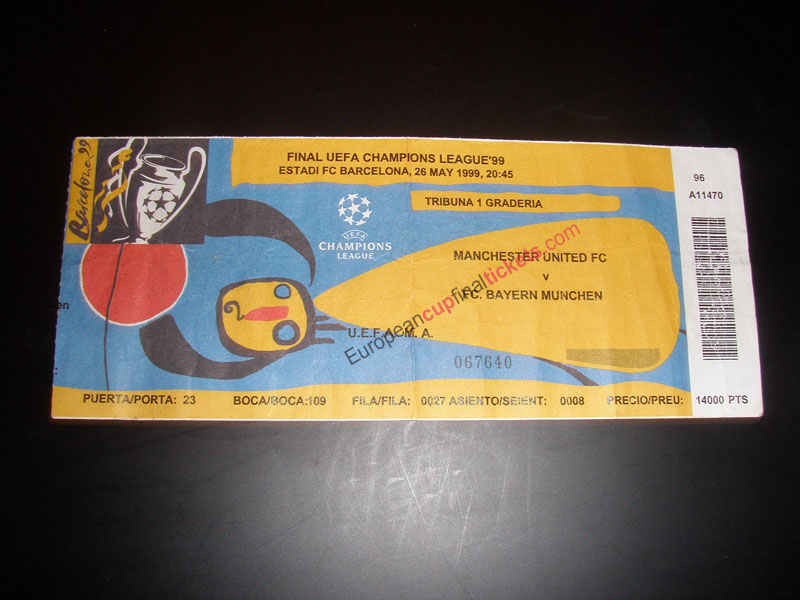 Barcelona 99
FINAL UEFA CHAMPIONS LEAGUE'99
ESTADI FC BARCELONA, 26 MAY 1999, 20:45
TRIBUNA 1 GRADERIA
96
A11470
UEFA
CHAMPIONS
LEAGUE
MANCHESTER UNITED FC
v
FC. BAYERN MUNCHEN
Europeancupfinaltickets.com
en
U.E.F.A. M. A.
067640
PUERTA/PORTA: 23 BOCA/BOCA:109 FILA/FILA: 0027 ASIENTO/SEIENT: 0008 PRECIO/PREU: 14000 PTS